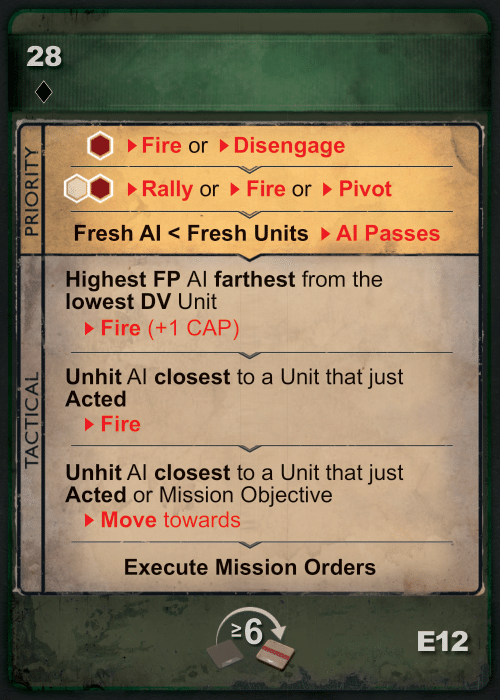 28
PRIORITY
Fire or Disengage
Rally or Fire or Pivot
Fresh AI < Fresh Units AI Passes
TACTICAL
Highest FP AI farthest from the
lowest DV Unit
Fire (+1 CAP)
Unhit AI closest to a Unit that just
Acted
Fire
Unhit AI closest to a Unit that just
Acted or Mission Objective
Move towards
Execute Mission Orders
≥6
E12